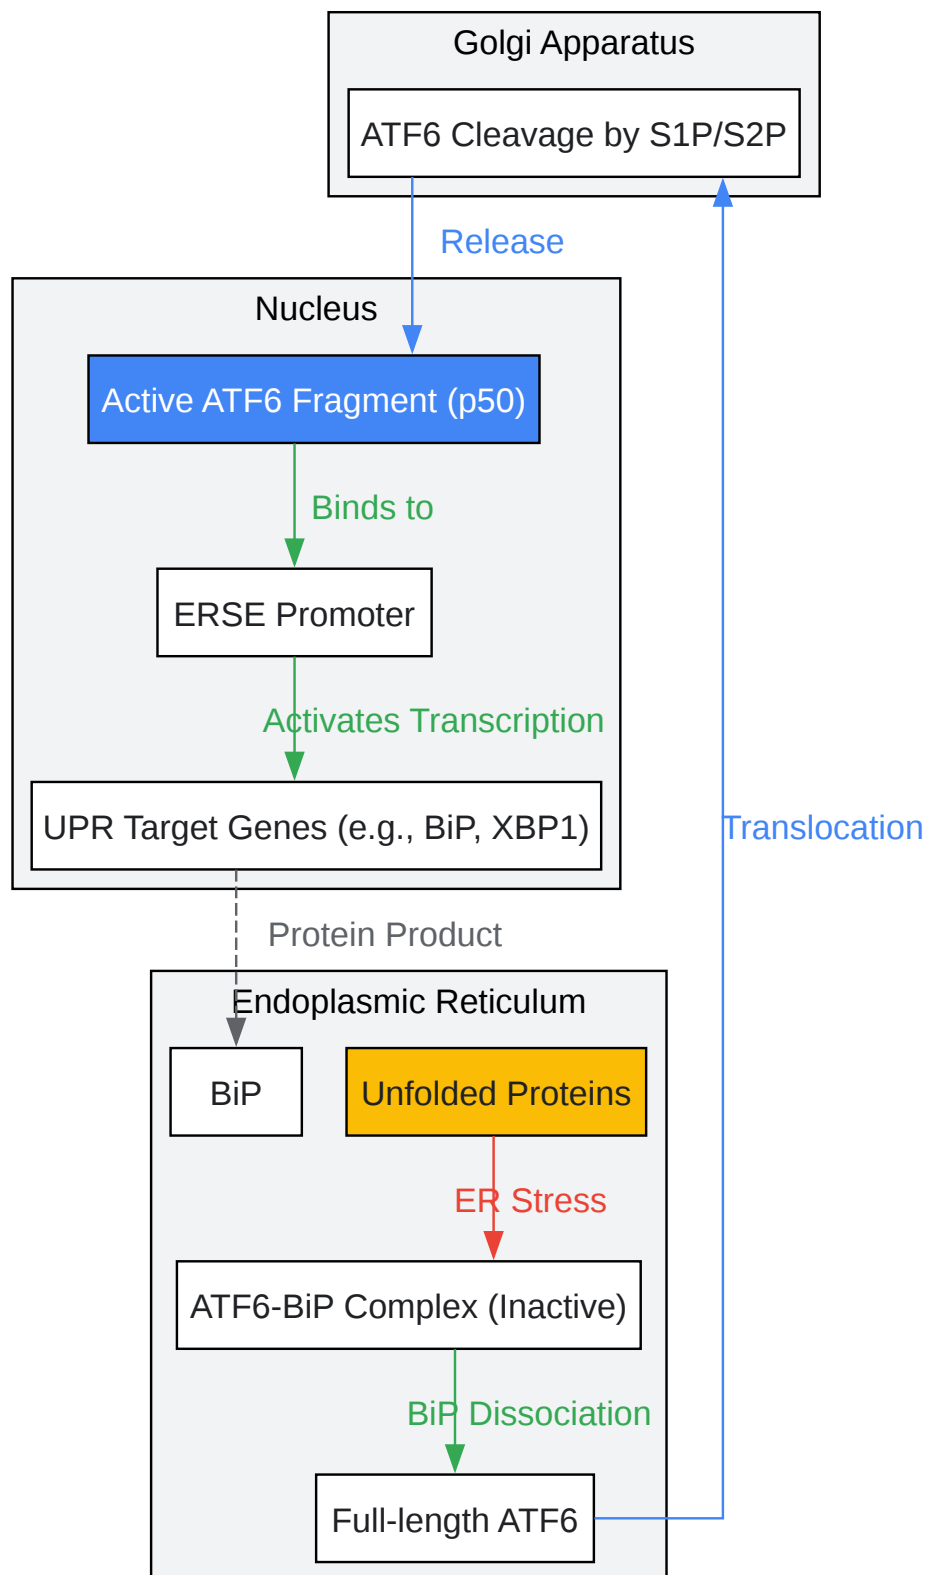 Golgi Apparatus
ATF6 Cleavage by S1P/S2P
Release
Nucleus
Active ATF6 Fragment (p50)
Binds to
ERSE Promoter
Activates Transcription
UPR Target Genes (e.g., BiP, XBP1)
Translocation
Protein Product
Endoplasmic Reticulum
BiP
Unfolded Proteins
ER Stress
ATF6-BiP Complex (Inactive)
BiP Dissociation
Full-length ATF6